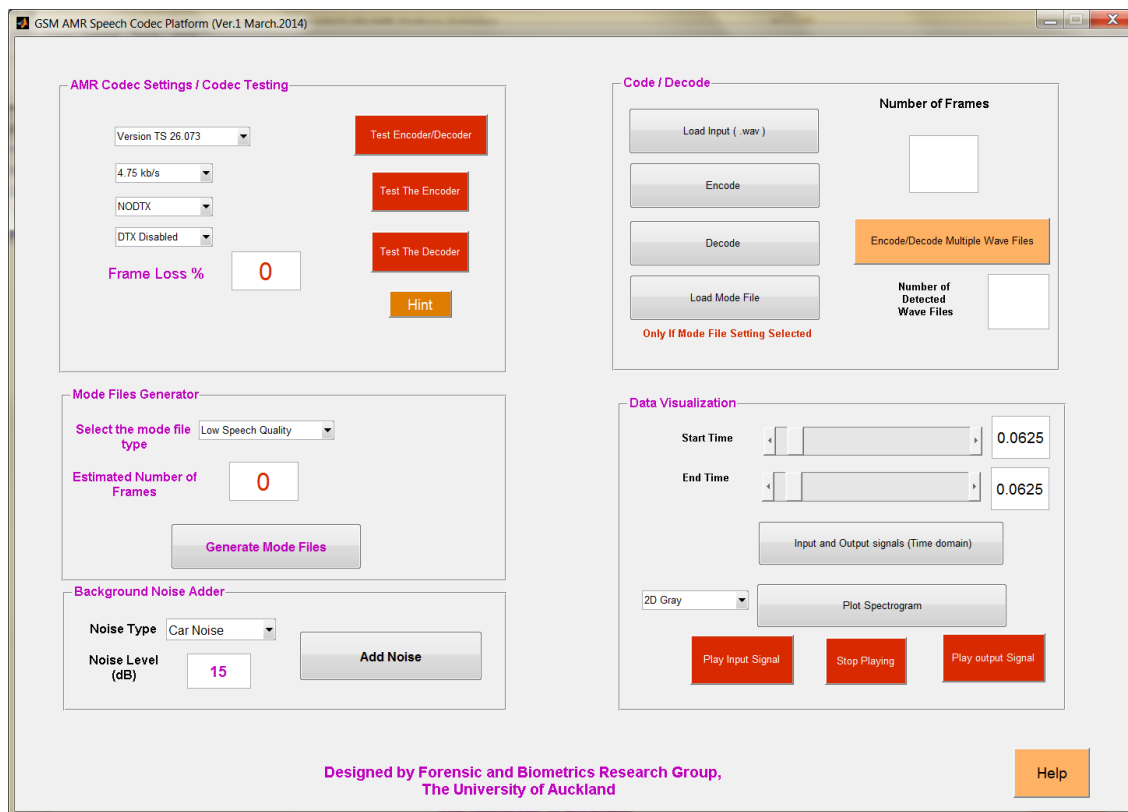 GSM AMR Speech Codec Platform (Ver.1 March.2014)
AMR Codec Settings / Codec Testing
Version TS 26.073
4.75 kb/s
NODTX
DTX Disabled
Frame Loss %
0
Test Encoder/Decoder
Test The Encoder
Test The Decoder
Hint
Mode Files Generator
Select the mode file
type
Low Speech Quality
Estimated Number of
Frames
0
Generate Mode Files
Background Noise Adder
Noise Type
Car Noise
Noise Level
(dB)
15
Add Noise
Code / Decode
Load Input ( .wav )
Encode
Decode
Load Mode File
Only If Mode File Setting Selected
Number of Frames
Encode/Decode Multiple Wave Files
Number of
Detected
Wave Files
Data Visualization
Start Time
0.0625
End Time
0.0625
Input and Output signals (Time domain)
2D Gray
Plot Spectrogram
Play Input Signal
Stop Playing
Play output Signal
Designed by Forensic and Biometrics Research Group,
The University of Auckland
Help